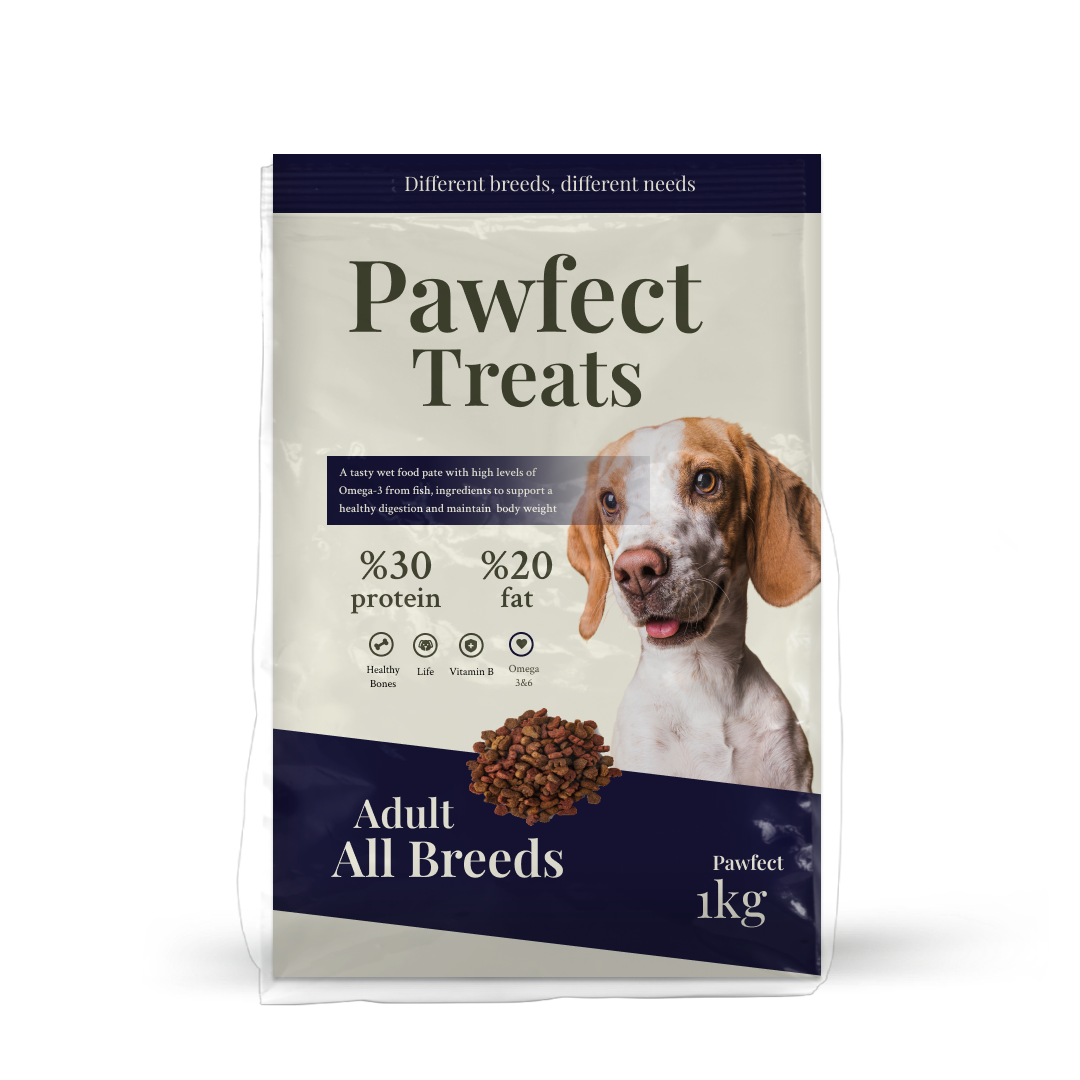 Different breeds, different needs
Pawfect
Treats
A tasty wet food pate with high levels of
Omega-3 from fish, ingredients to support a
healthy digestion and maintain body weight
%30
protein
%20
fat
Healthy
Bones
Life
Vitamin B
Omega
3&6
Adult
All Breeds
Pawfect
1kg